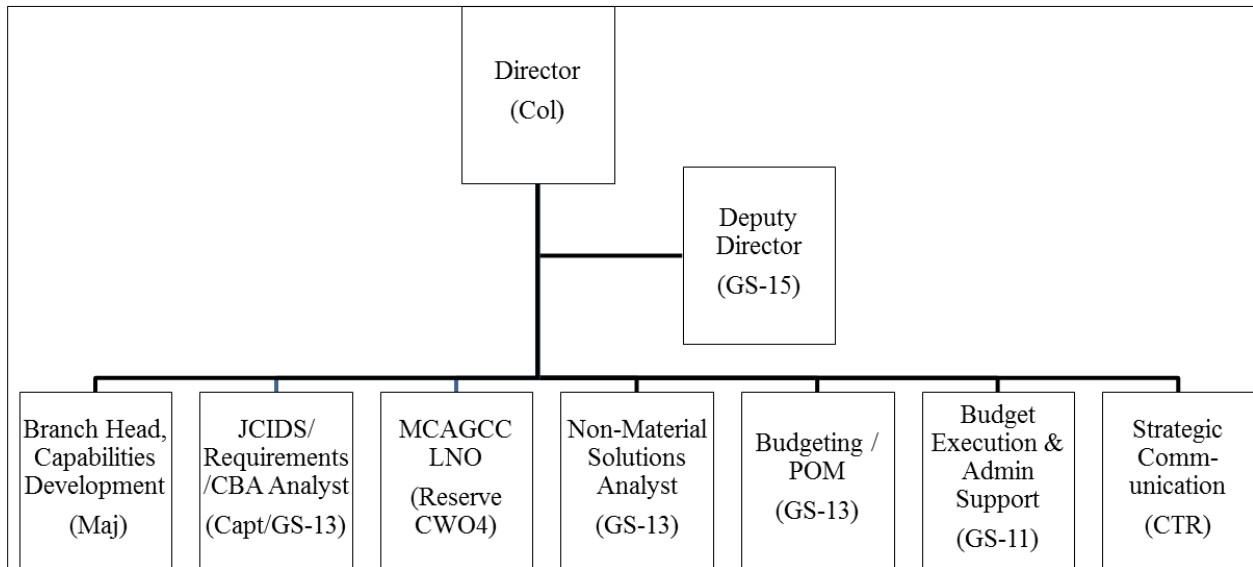 Director
(Col)
Deputy
Director
(GS-15)
Branch Head,
Capabilities
Development
(Maj)
JCIDS/
Requirements
/CBA Analyst
(Capt/GS-13)
MCAGCC
LNO
(Reserve
CWO4)
Non-Material
Solutions
Analyst
(GS-13)
Budgeting /
POM
(GS-13)
Budget
Execution &
Admin
Support
(GS-11)
Strategic
Comm-
unication
(CTR)